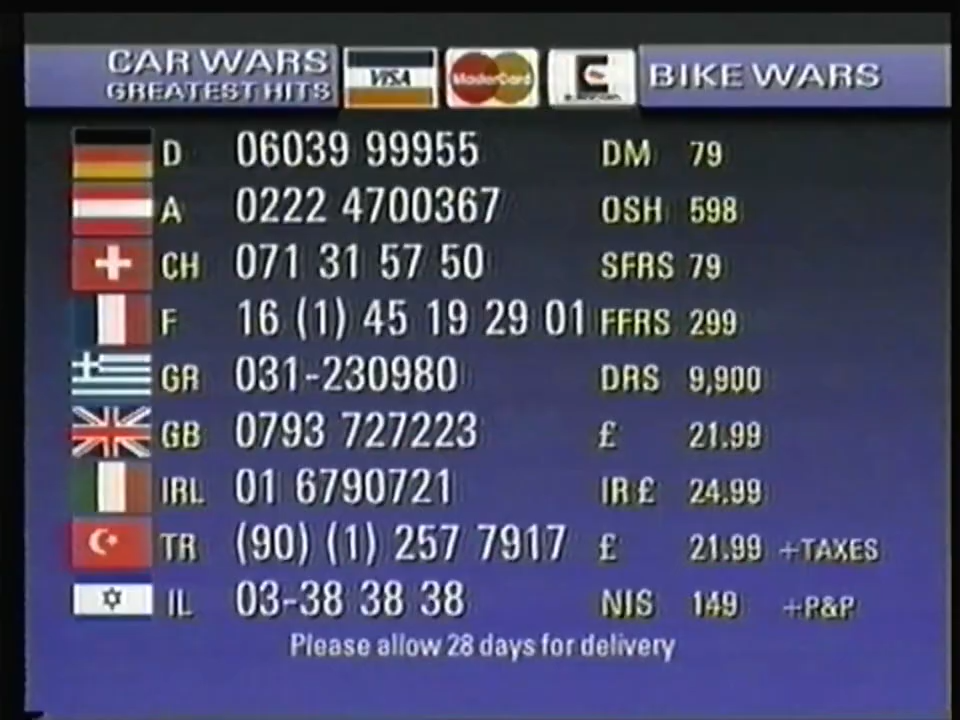 CAR WARS
GREATEST HITS
VISA
MasterCard
BIKE WARS
D 06039 99955 DM 79
A 0222 4700367 OSH 598
CH 071 31 57 50 SFRS 79
F 16 (1) 45 19 29 01 FFRS 299
GR 031-230980 DRS 9,900
GB 0793 727223 £ 21.99
IRL 01 6790721 IR £ 24.99
TR (90) (1) 257 7917 £ 21.99 +TAXES
IL 03-38 38 38 NIS 149 +P&P
Please allow 28 days for delivery